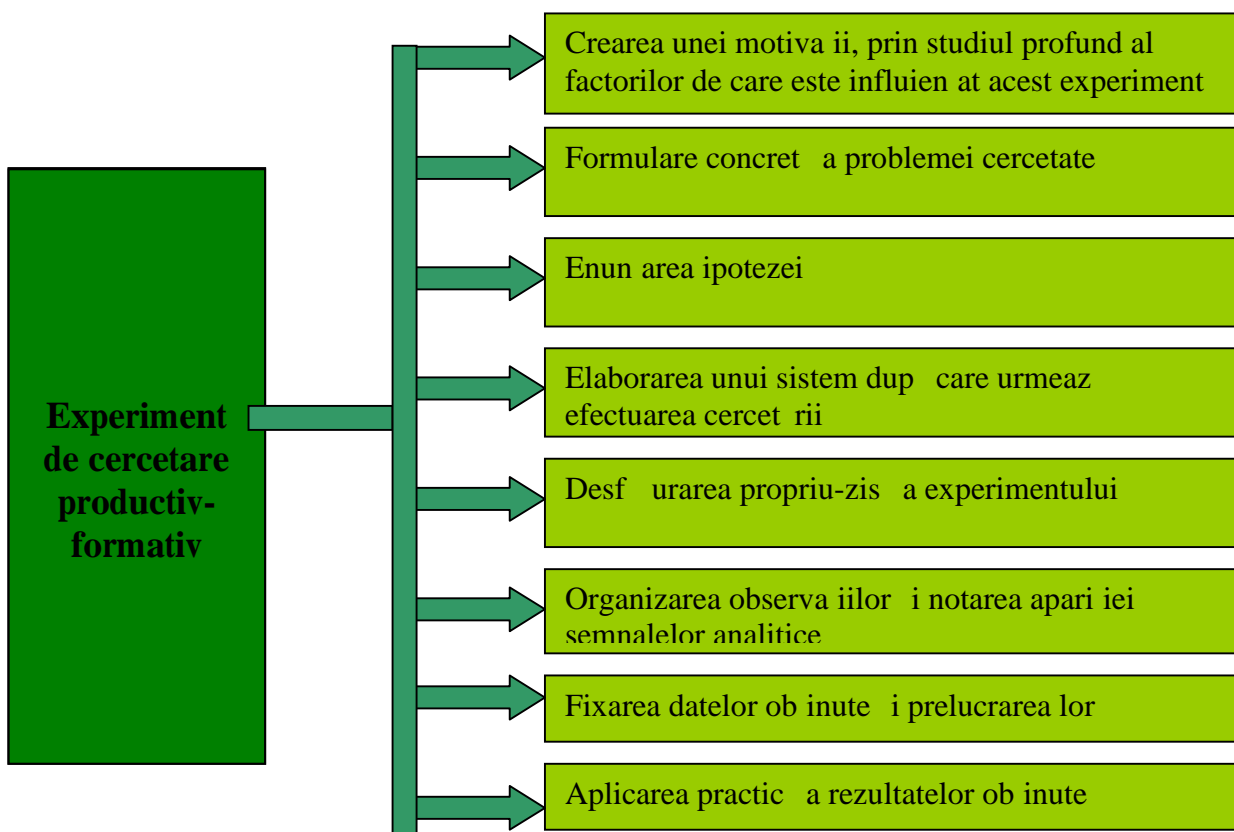 Experiment
de cercetare
productiv-
formativ
Crearea unei motiva ii, prin studiul profund al
factorilor de care este influien at acest experiment
Formulare concret a problemei cercetate
Enun area ipotezei
Elaborarea unui sistem dup care urmeaz
efectuarea cercet rii
Desf urarea propriu-zis a experimentului
Organizarea observa iilor i notarea apari iei
semnalelor analitice
Fixarea datelor ob inute i prelucrarea lor
Aplicarea practic a rezultatelor ob inute